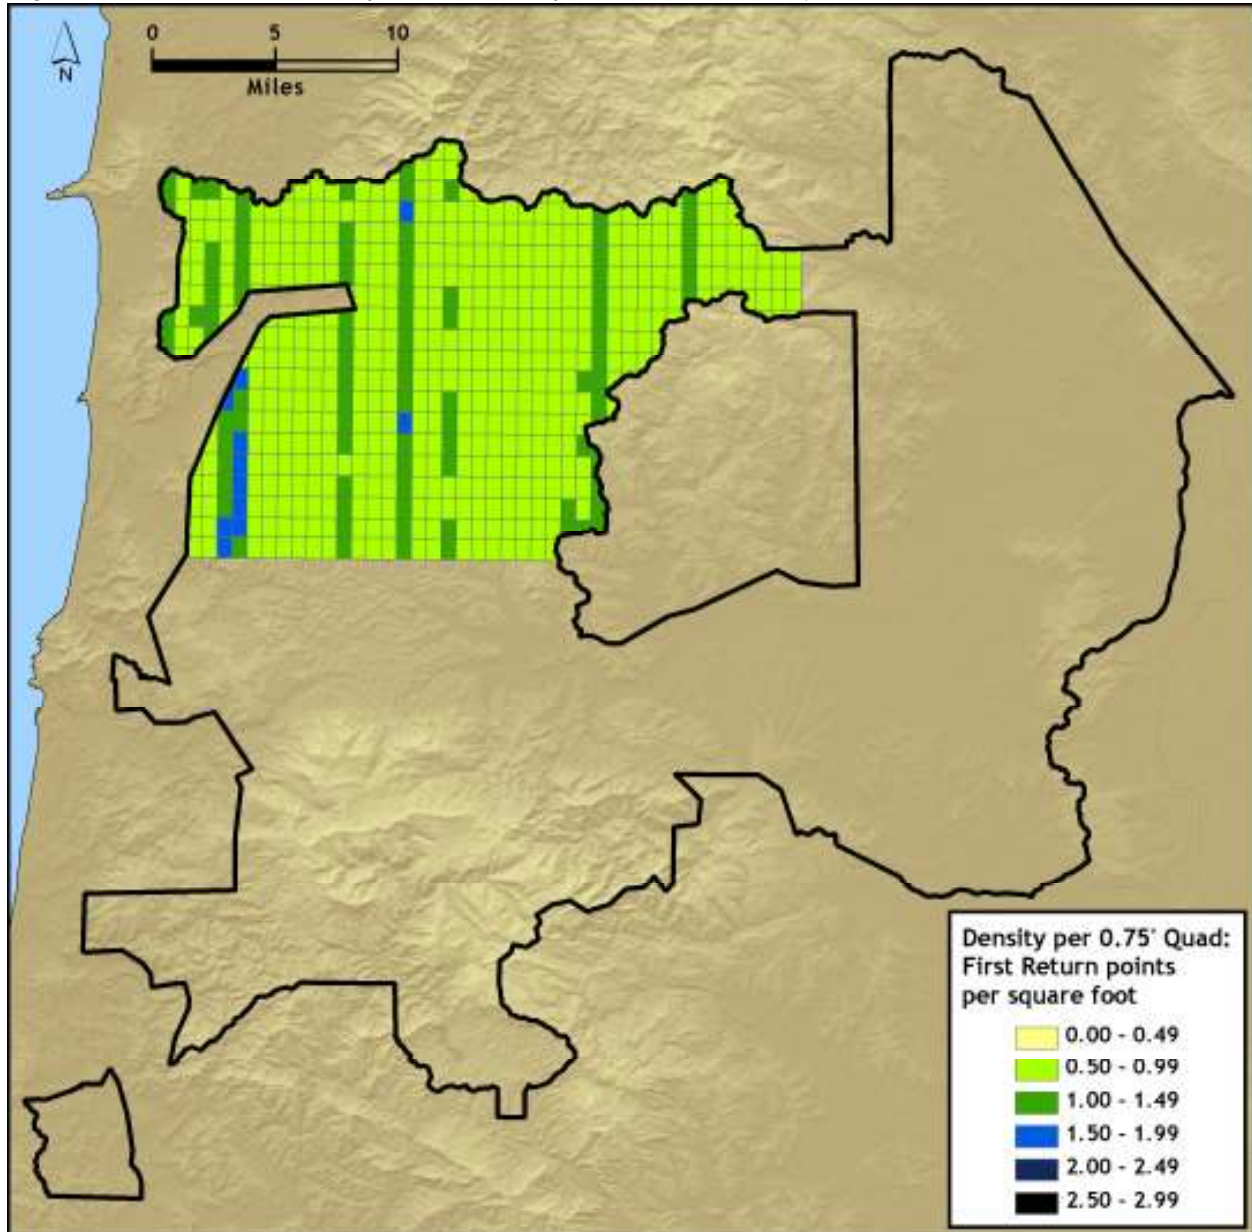 0 5 10
N
Miles
Density per 0.75' Quad:
First Return points
per square foot
0.00 - 0.49
0.50 - 0.99
1.00 - 1.49
1.50 - 1.99
2.00 - 2.49
2.50 - 2.99